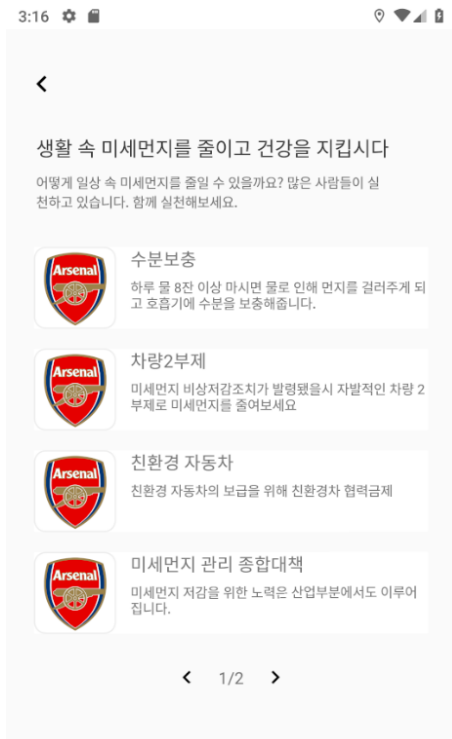 3:16
생활 속 미세먼지를 줄이고 건강을 지킵시다
어떻게 일상 속 미세먼지를 줄일 수 있을까요? 많은 사람들이 실
천하고 있습니다. 함께 실천해보세요.
Arsenal
수분보충
하루 물 8잔 이상 마시면 물로 인해 먼지를 걸러주게 되
고 호흡기에 수분을 보충해줍니다.
Arsenal
차량2부제
미세먼지 비상저감조치가 발령됐을시 자발적인 차량 2
부제로 미세먼지를 줄여보세요
Arsenal
친환경 자동차
친환경 자동차의 보급을 위해 친환경차 협력금제
Arsenal
미세먼지 관리 종합대책
미세먼지 저감을 위한 노력은 산업부분에서도 이루어
집니다.
1/2